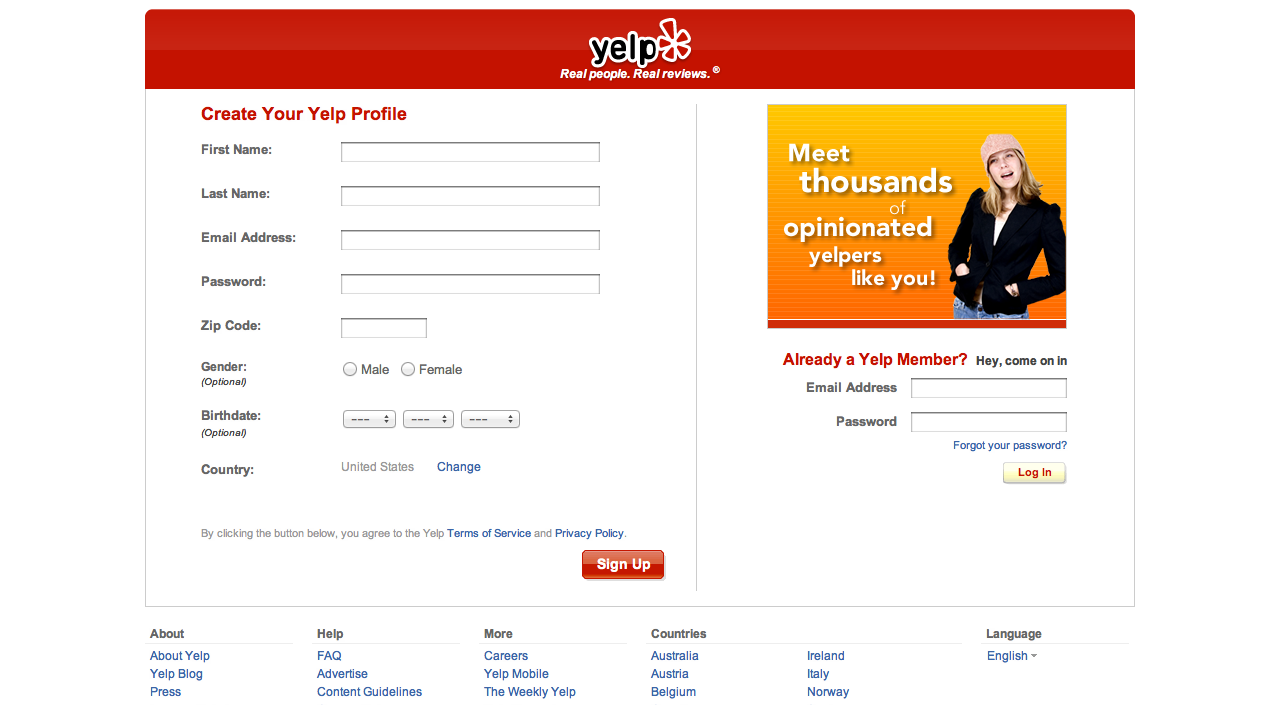 yelp
Real people. Real reviews. ®
Create Your Yelp Profile
First Name:
Last Name:
Email Address:
Password:
Zip Code:
Gender:
(Optional)
Male Female
Birthdate:
(Optional)
--- --- ---
Country:
United States Change
By clicking the button below, you agree to the Yelp Terms of Service and Privacy Policy.
Sign Up
Meet
thousands
of
opinionated
yelpers
like you!
Already a Yelp Member? Hey, come on in
Email Address
Password
Forgot your password?
Log In
About
About Yelp
Yelp Blog
Press
Help
FAQ
Advertise
Content Guidelines
More
Careers
Yelp Mobile
The Weekly Yelp
Countries
Australia
Austria
Belgium
Ireland
Italy
Norway
Language
English